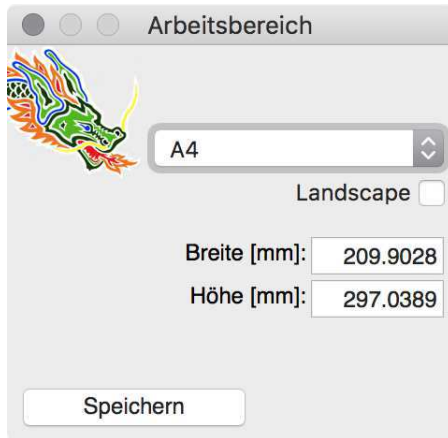 Arbeitsbereich
A4
Landscape
Breite [mm]: 209.9028
Höhe [mm]: 297.0389
Speichern